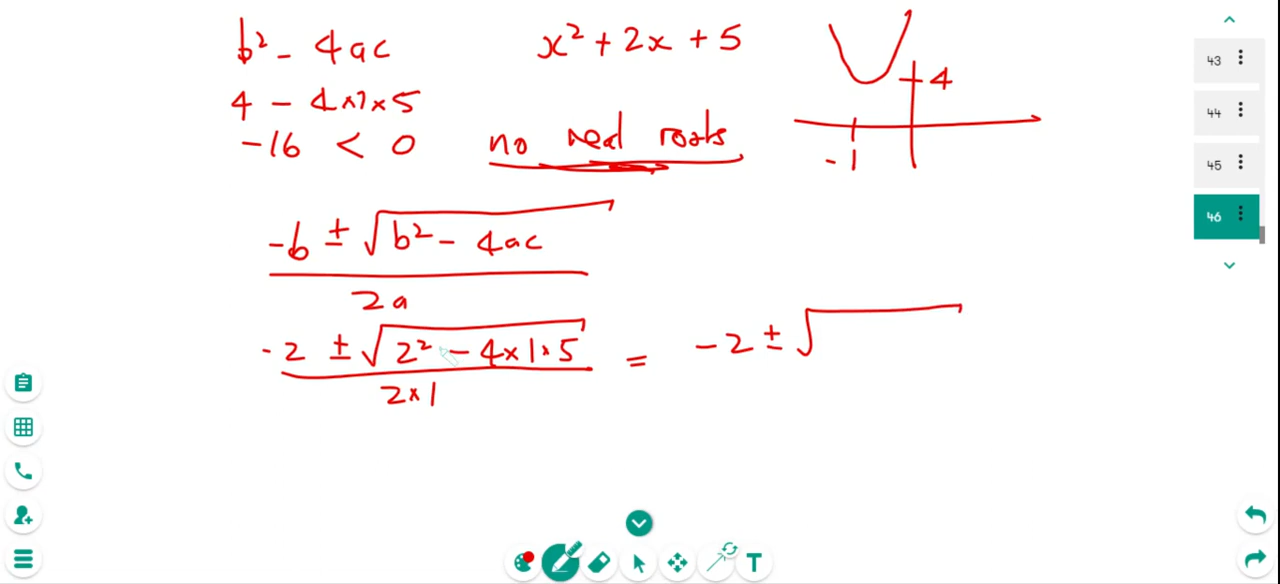 b² - 4ac
x² + 2x + 5
4
4 - 4×1×5
-16 < 0
no real roots
-1
-b ± √b² - 4ac
2a
-2 ± √2² - 4×1×5 = -2 ± √
2×1
43
44
45
46
T